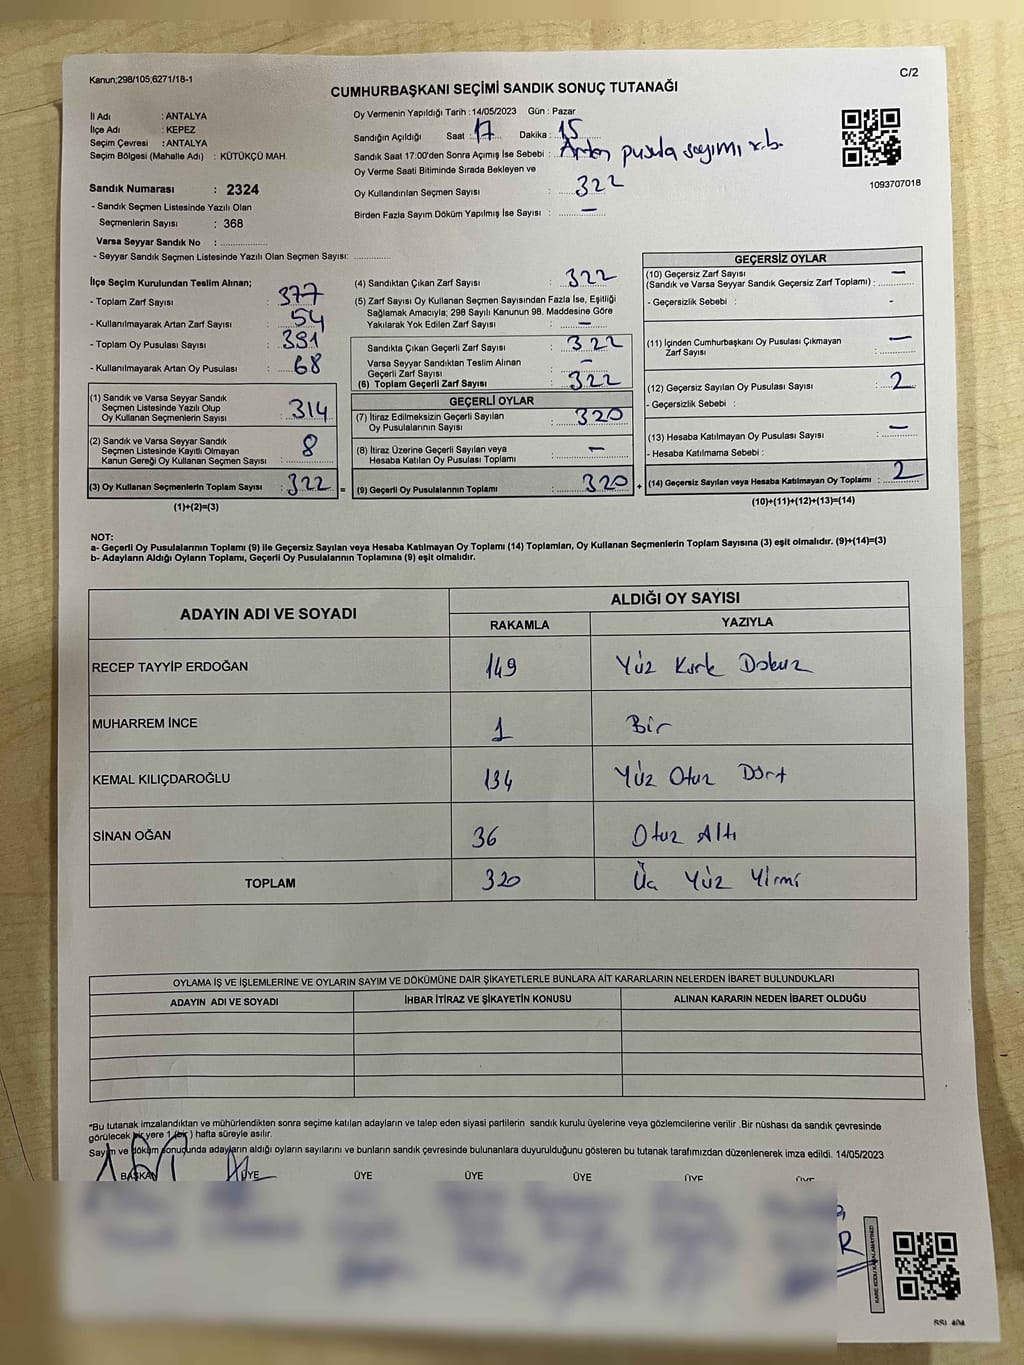 Kanun;298/105,6271/18-1
C/2
CUMHURBAŞKANI SEÇİMİ SANDIK SONUÇ TUTANAĞI
İl Adı : ANTALYA
İlçe Adı : KEPEZ
Seçim Çevresi : ANTALYA
Seçim Bölgesi (Mahalle Adı) : KÜTÜKÇÜ MAH.
Sandık Numarası : 2324
- Sandık Seçmen Listesinde Yazılı Olan
Seçmenlerin Sayısı : 368
Varsa Seyyar Sandık No : ....................
- Seyyar Sandık Seçmen Listesinde Yazılı Olan Seçmen Sayısı: ...............
Oy Vermenin Yapıldığı Tarih : 14/05/2023 Gün : Pazar
Sandığın Açıldığı Saat : 17 Dakika : 15
Sandık Saat 17:00'den Sonra Açımış İse Sebebi : Artan pusula sayımı v.b.
Oy Verme Saati Bitiminde Sırada Bekleyen ve
Oy Kullandırılan Seçmen Sayısı : 322
Birden Fazla Sayım Döküm Yapılmış İse Sayısı : —
1093707018
İlçe Seçim Kurulundan Teslim Alınan;
- Toplam Zarf Sayısı : 377
- Kullanılmayarak Artan Zarf Sayısı : 54
- Toplam Oy Pusulası Sayısı : 391
- Kullanılmayarak Artan Oy Pusulası : 68
(1) Sandık ve Varsa Seyyar Sandık
Seçmen Listesinde Yazılı Olup
Oy Kullanan Seçmenlerin Sayısı : 314
(2) Sandık ve Varsa Seyyar Sandık
Seçmen Listesinde Kayıtlı Olmayan
Kanun Gereği Oy Kullanan Seçmen Sayısı : 8
(3) Oy Kullanan Seçmenlerin Toplam Sayısı : 322 =
(1)+(2)=(3)
(4) Sandıktan Çıkan Zarf Sayısı : 322
(5) Zarf Sayısı Oy Kullanan Seçmen Sayısından Fazla İse, Eşitliği
Sağlamak Amacıyla; 298 Sayılı Kanunun 98. Maddesine Göre
Yakılarak Yok Edilen Zarf Sayısı : —
Sandıkta Çıkan Geçerli Zarf Sayısı : 322
Varsa Seyyar Sandıktan Teslim Alınan
Geçerli Zarf Sayısı : —
(6) Toplam Geçerli Zarf Sayısı : 322
GEÇERLİ OYLAR
(7) İtiraz Edilmeksizin Geçerli Sayılan
Oy Pusulalarının Sayısı : 320
(8) İtiraz Üzerine Geçerli Sayılan veya
Hesaba Katılan Oy Pusulası Toplamı : —
(9) Geçerli Oy Pusulalarının Toplamı : 320 +
GEÇERSİZ OYLAR
(10) Geçersiz Zarf Sayısı
(Sandık ve Varsa Seyyar Sandık Geçersiz Zarf Toplamı) : —
- Geçersizlik Sebebi : -
(11) İçinden Cumhurbaşkanı Oy Pusulası Çıkmayan
Zarf Sayısı : —
(12) Geçersiz Sayılan Oy Pusulası Sayısı : 2
- Geçersizlik Sebebi :
(13) Hesaba Katılmayan Oy Pusulası Sayısı : —
- Hesaba Katılmama Sebebi :
(14) Geçersiz Sayılan veya Hesaba Katılmayan Oy Toplamı : 2
(10)+(11)+(12)+(13)=(14)
NOT:
a- Geçerli Oy Pusulalarının Toplamı (9) ile Geçersiz Sayılan veya Hesaba Katılmayan Oy Toplamı (14) Toplamları, Oy Kullanan Seçmenlerin Toplam Sayısına (3) eşit olmalıdır. (9)+(14)=(3)
b- Adayların Aldığı Oyların Toplamı, Geçerli Oy Pusulalarının Toplamına (9) eşit olmalıdır.
ADAYIN ADI VE SOYADI
ALDIĞI OY SAYISI
RAKAMLA YAZIYLA
RECEP TAYYİP ERDOĞAN 149 Yüz Kırk Dokuz
MUHARREM İNCE 1 Bir
KEMAL KILIÇDAROĞLU 134 Yüz Otuz Dört
SİNAN OĞAN 36 Otuz Altı
TOPLAM 320 Üç Yüz Yirmi
OYLAMA İŞ VE İŞLEMLERİNE VE OYLARIN SAYIM VE DÖKÜMÜNE DAİR ŞİKAYETLERLE BUNLARA AİT KARARLARIN NELERDEN İBARET BULUNDUKLARI
ADAYIN ADI VE SOYADI İHBAR İTİRAZ VE ŞİKAYETİN KONUSU ALINAN KARARIN NEDEN İBARET OLDUĞU
*Bu tutanak imzalandıktan ve mühürlendikten sonra seçime katılan adayların ve talep eden siyasi partilerin sandık kurulu üyelerine veya gözlemcilerine verilir .Bir nüshası da sandık çevresinde
görülecek bir yere 1 (bir ) hafta süreyle asılır.
Sayım ve döküm sonucunda adayların aldığı oyların sayılarını ve bunların sandık çevresinde bulunanlara duyurulduğunu gösteren bu tutanak tarafımızdan düzenlenerek imza edildi. 14/05/2023
BAŞKAN ÜYE ÜYE ÜYE ÜYE ÜYE ÜYE
KARE KODU KARALAMAYINIZ!